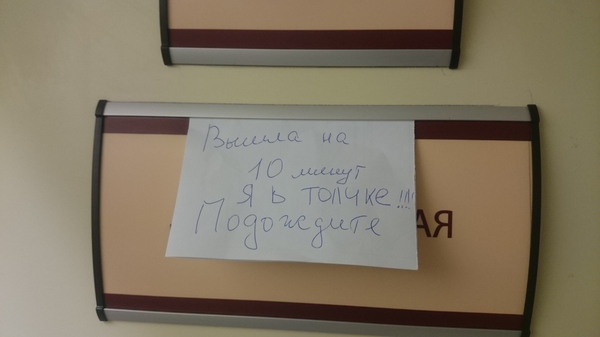 Вышла на
10 минут
Я в толчке!!!
Подождите
АЯ